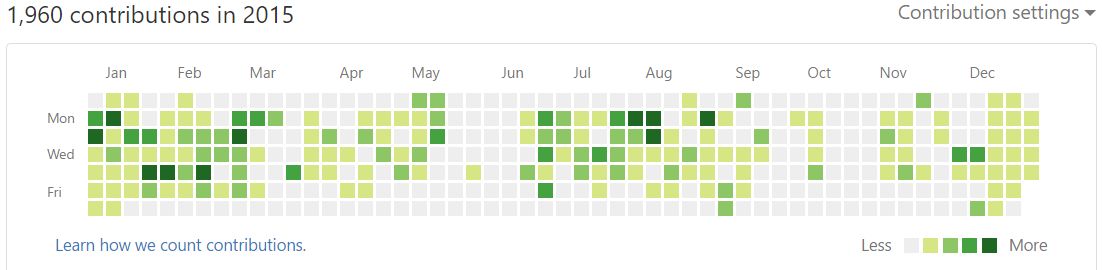 1,960 contributions in 2015
Contribution settings
Jan Feb Mar Apr May Jun Jul Aug Sep Oct Nov Dec
Mon
Wed
Fri
Learn how we count contributions.
Less More